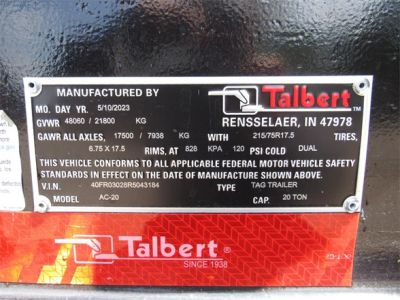 MANUFACTURED BY
Talbert™
MO. DAY YR. 5/10/2023
RENSSELAER, IN 47978
GVWR 48060 / 21800 KG
GAWR ALL AXLES, 17500 / 7938 KG WITH 215/75R17.5 TIRES,
6.75 X 17.5 RIMS, AT 828 KPA 120 PSI COLD DUAL
THIS VEHICLE CONFORMS TO ALL APPLICABLE FEDERAL MOTOR VEHICLE SAFETY
STANDARDS IN EFFECT ON THE DATE OF MANUFACTURE SHOWN ABOVE.
V.I.N. 40FR03028R5043184 TYPE TAG TRAILER
MODEL AC-20 CAP. 20 TON
Talbert®
SINCE 1938